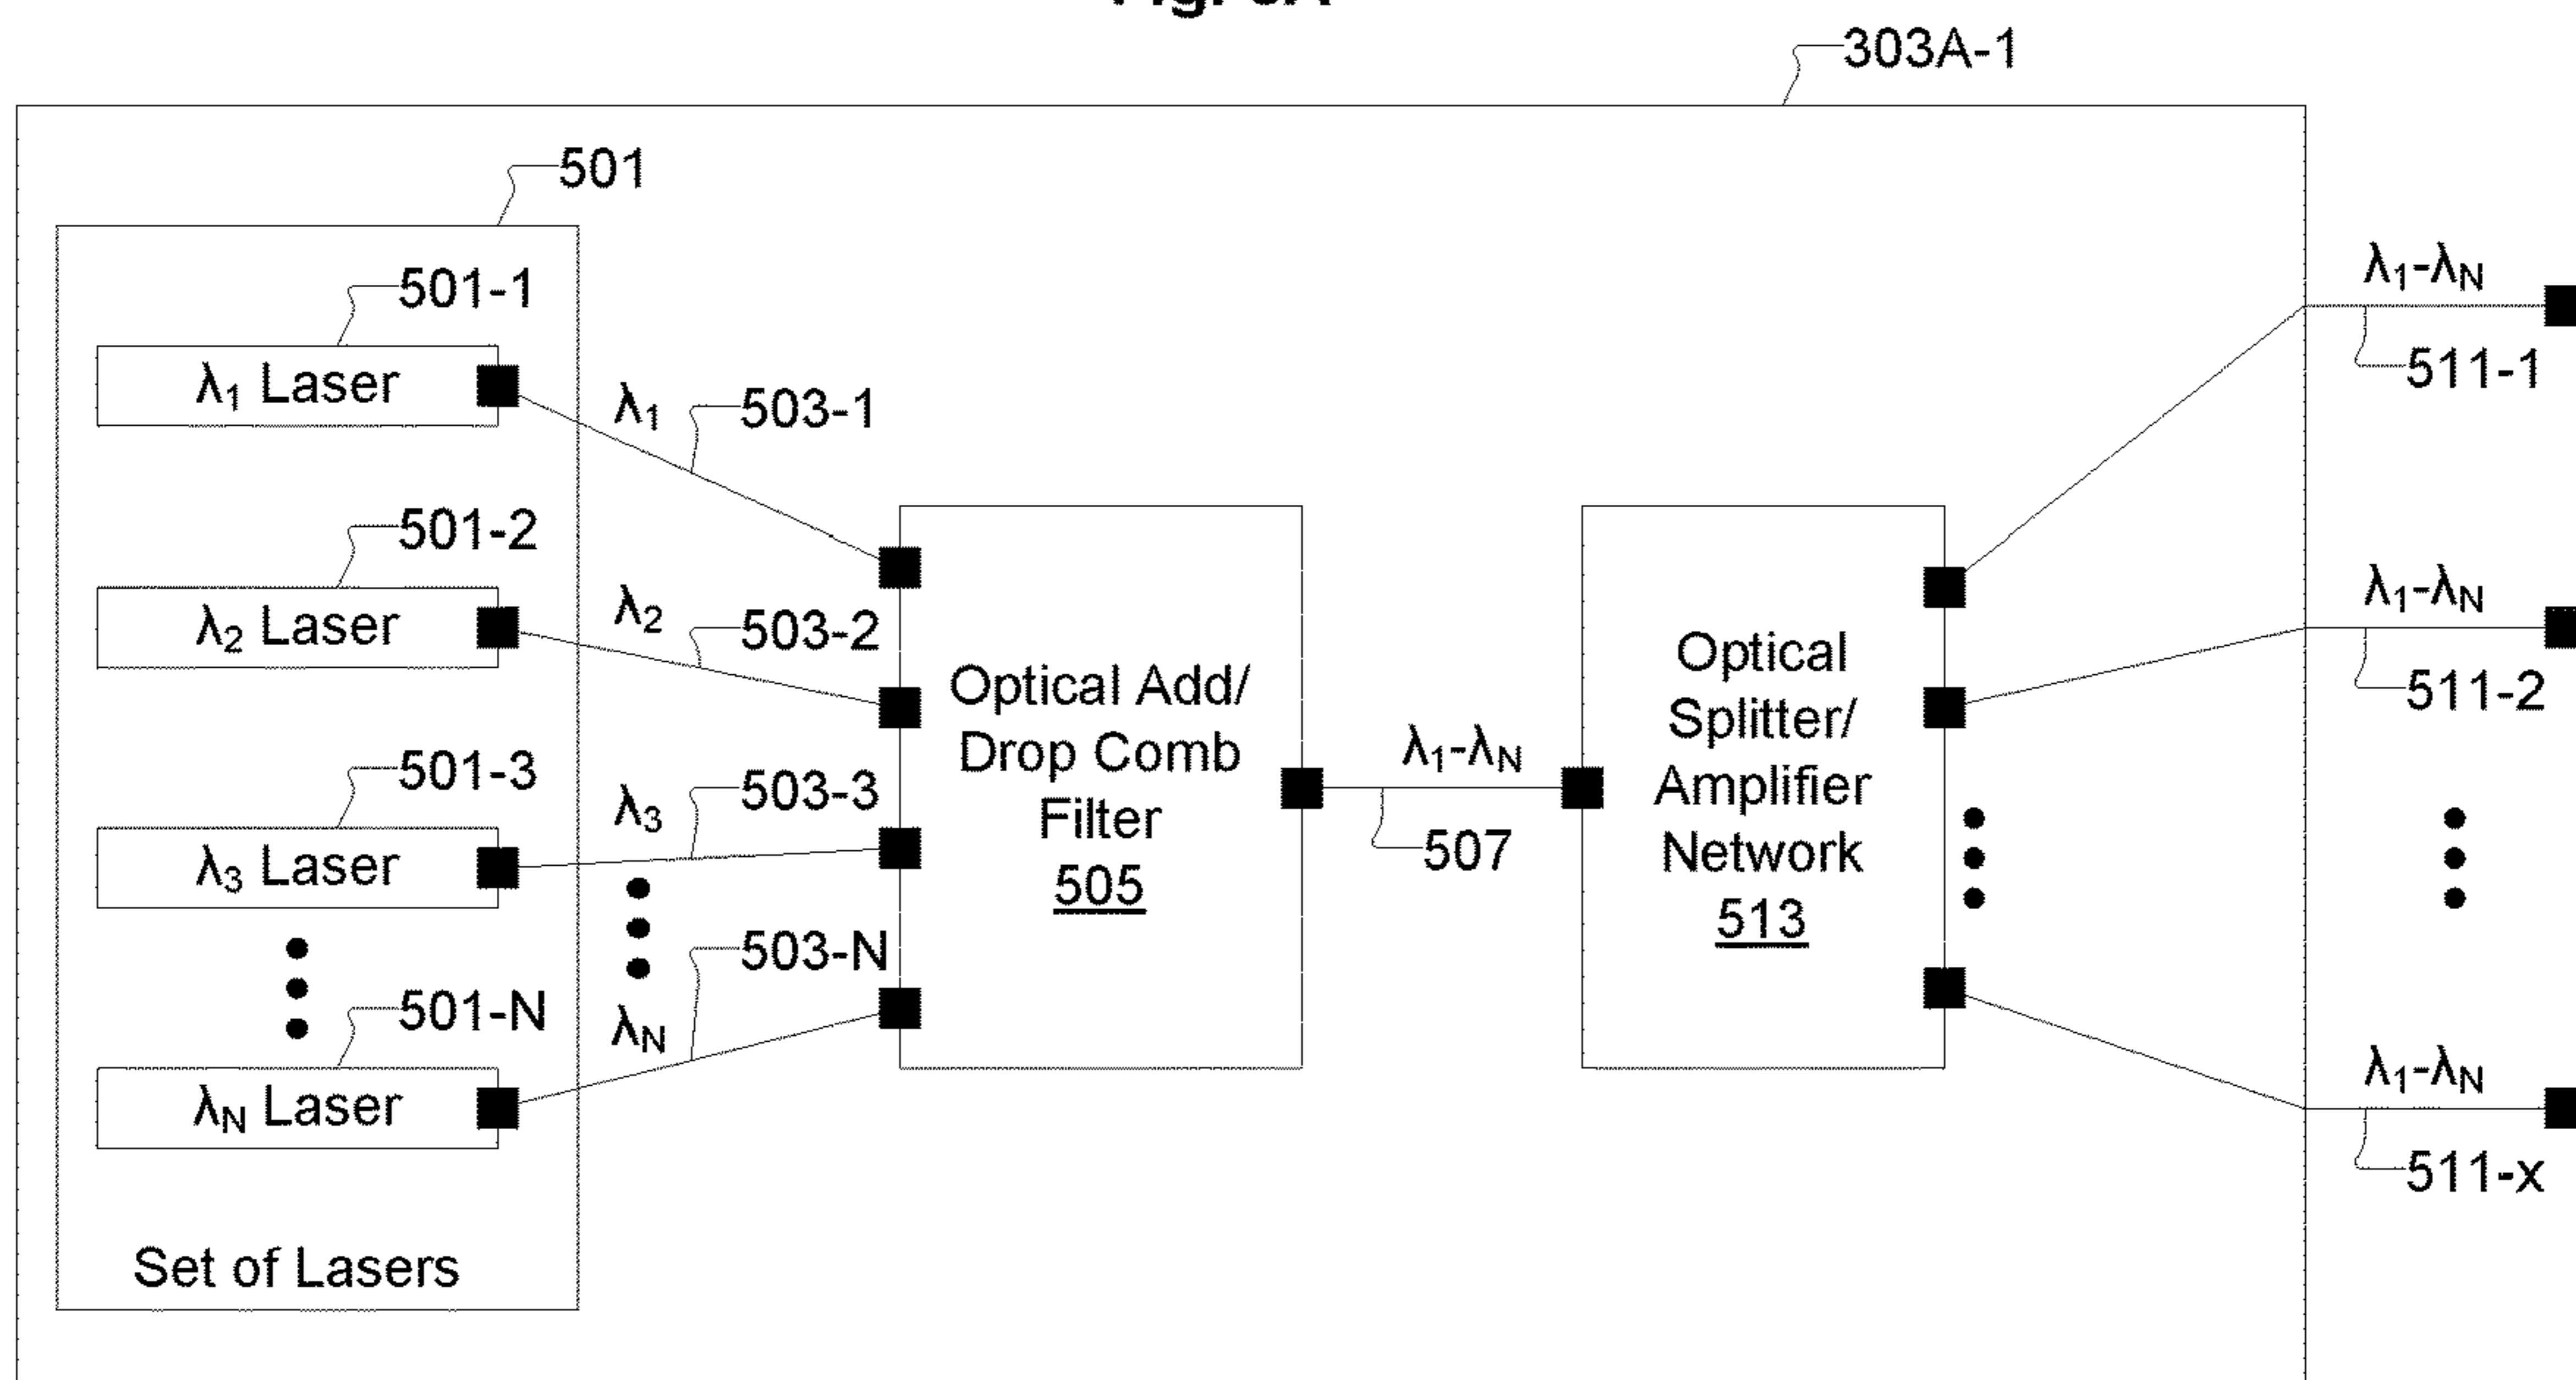 303A-1
501
501-1
λ₁ Laser
501-2
λ₂ Laser
501-3
λ₃ Laser
501-N
λN Laser
Set of Lasers
λ₁
503-1
λ₂
503-2
λ₃
503-3
λN
503-N
Optical Add/
Drop Comb
Filter
505
λ₁-λN
507
Optical
Splitter/
Amplifier
Network
513
λ₁-λN
511-1
λ₁-λN
511-2
λ₁-λN
511-x